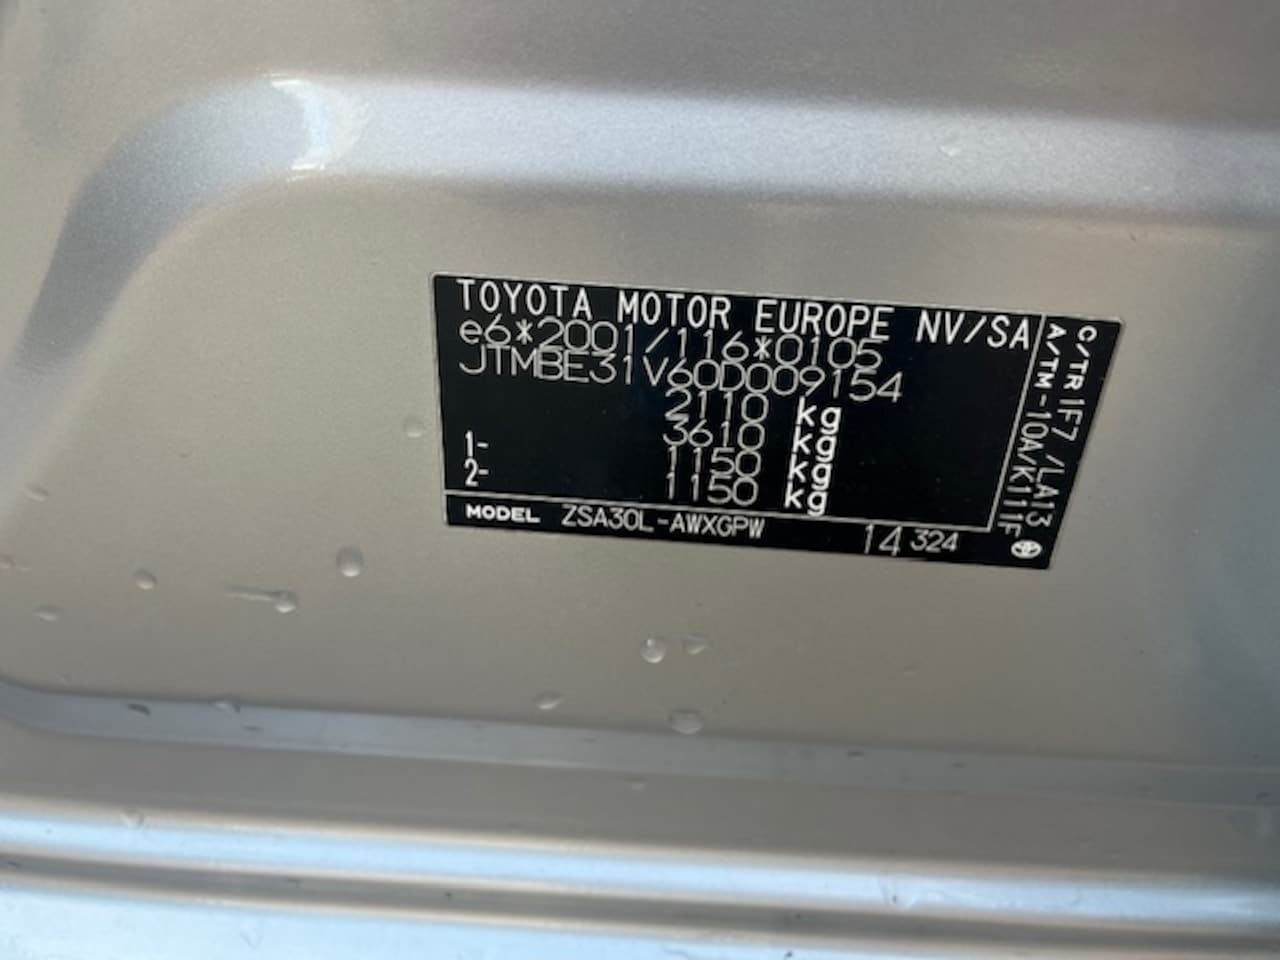 TOYOTA MOTOR EUROPE NV/SA
e6*2001/116*0105
JTMBE31V60D009154
2110 kg
3610 kg
1- 1150 kg
2- 1150 kg
MODEL ZSA30L-AWXGPW
14 324
C/TR 1F7 /LA13
A/TM -10A/K111F